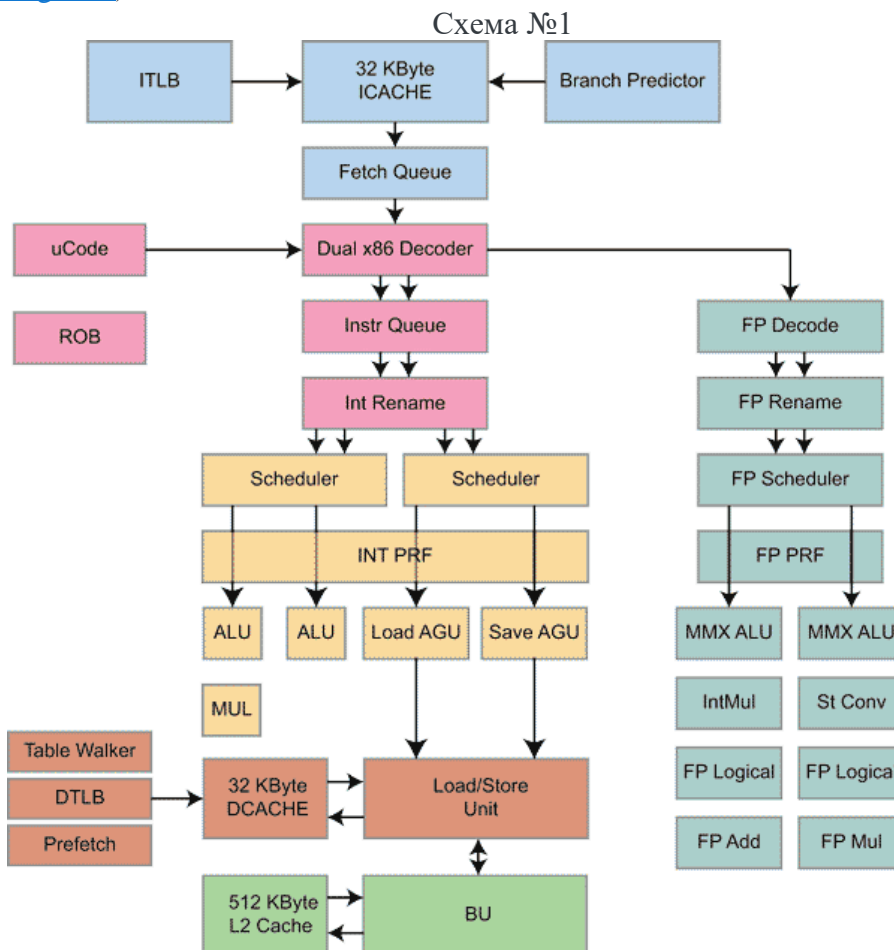 Схема №1
ITLB
32 KByte
ICACHE
Branch Predictor
Fetch Queue
uCode
Dual x86 Decoder
ROB
Instr Queue
FP Decode
Int Rename
FP Rename
Scheduler
Scheduler
FP Scheduler
INT PRF
FP PRF
ALU
ALU
Load AGU
Save AGU
MMX ALU
MMX ALU
MUL
IntMul
St Conv
Table Walker
DTLB
Prefetch
32 KByte
DCACHE
Load/Store
Unit
FP Logical
FP Logical
FP Add
FP Mul
512 KByte
L2 Cache
BU